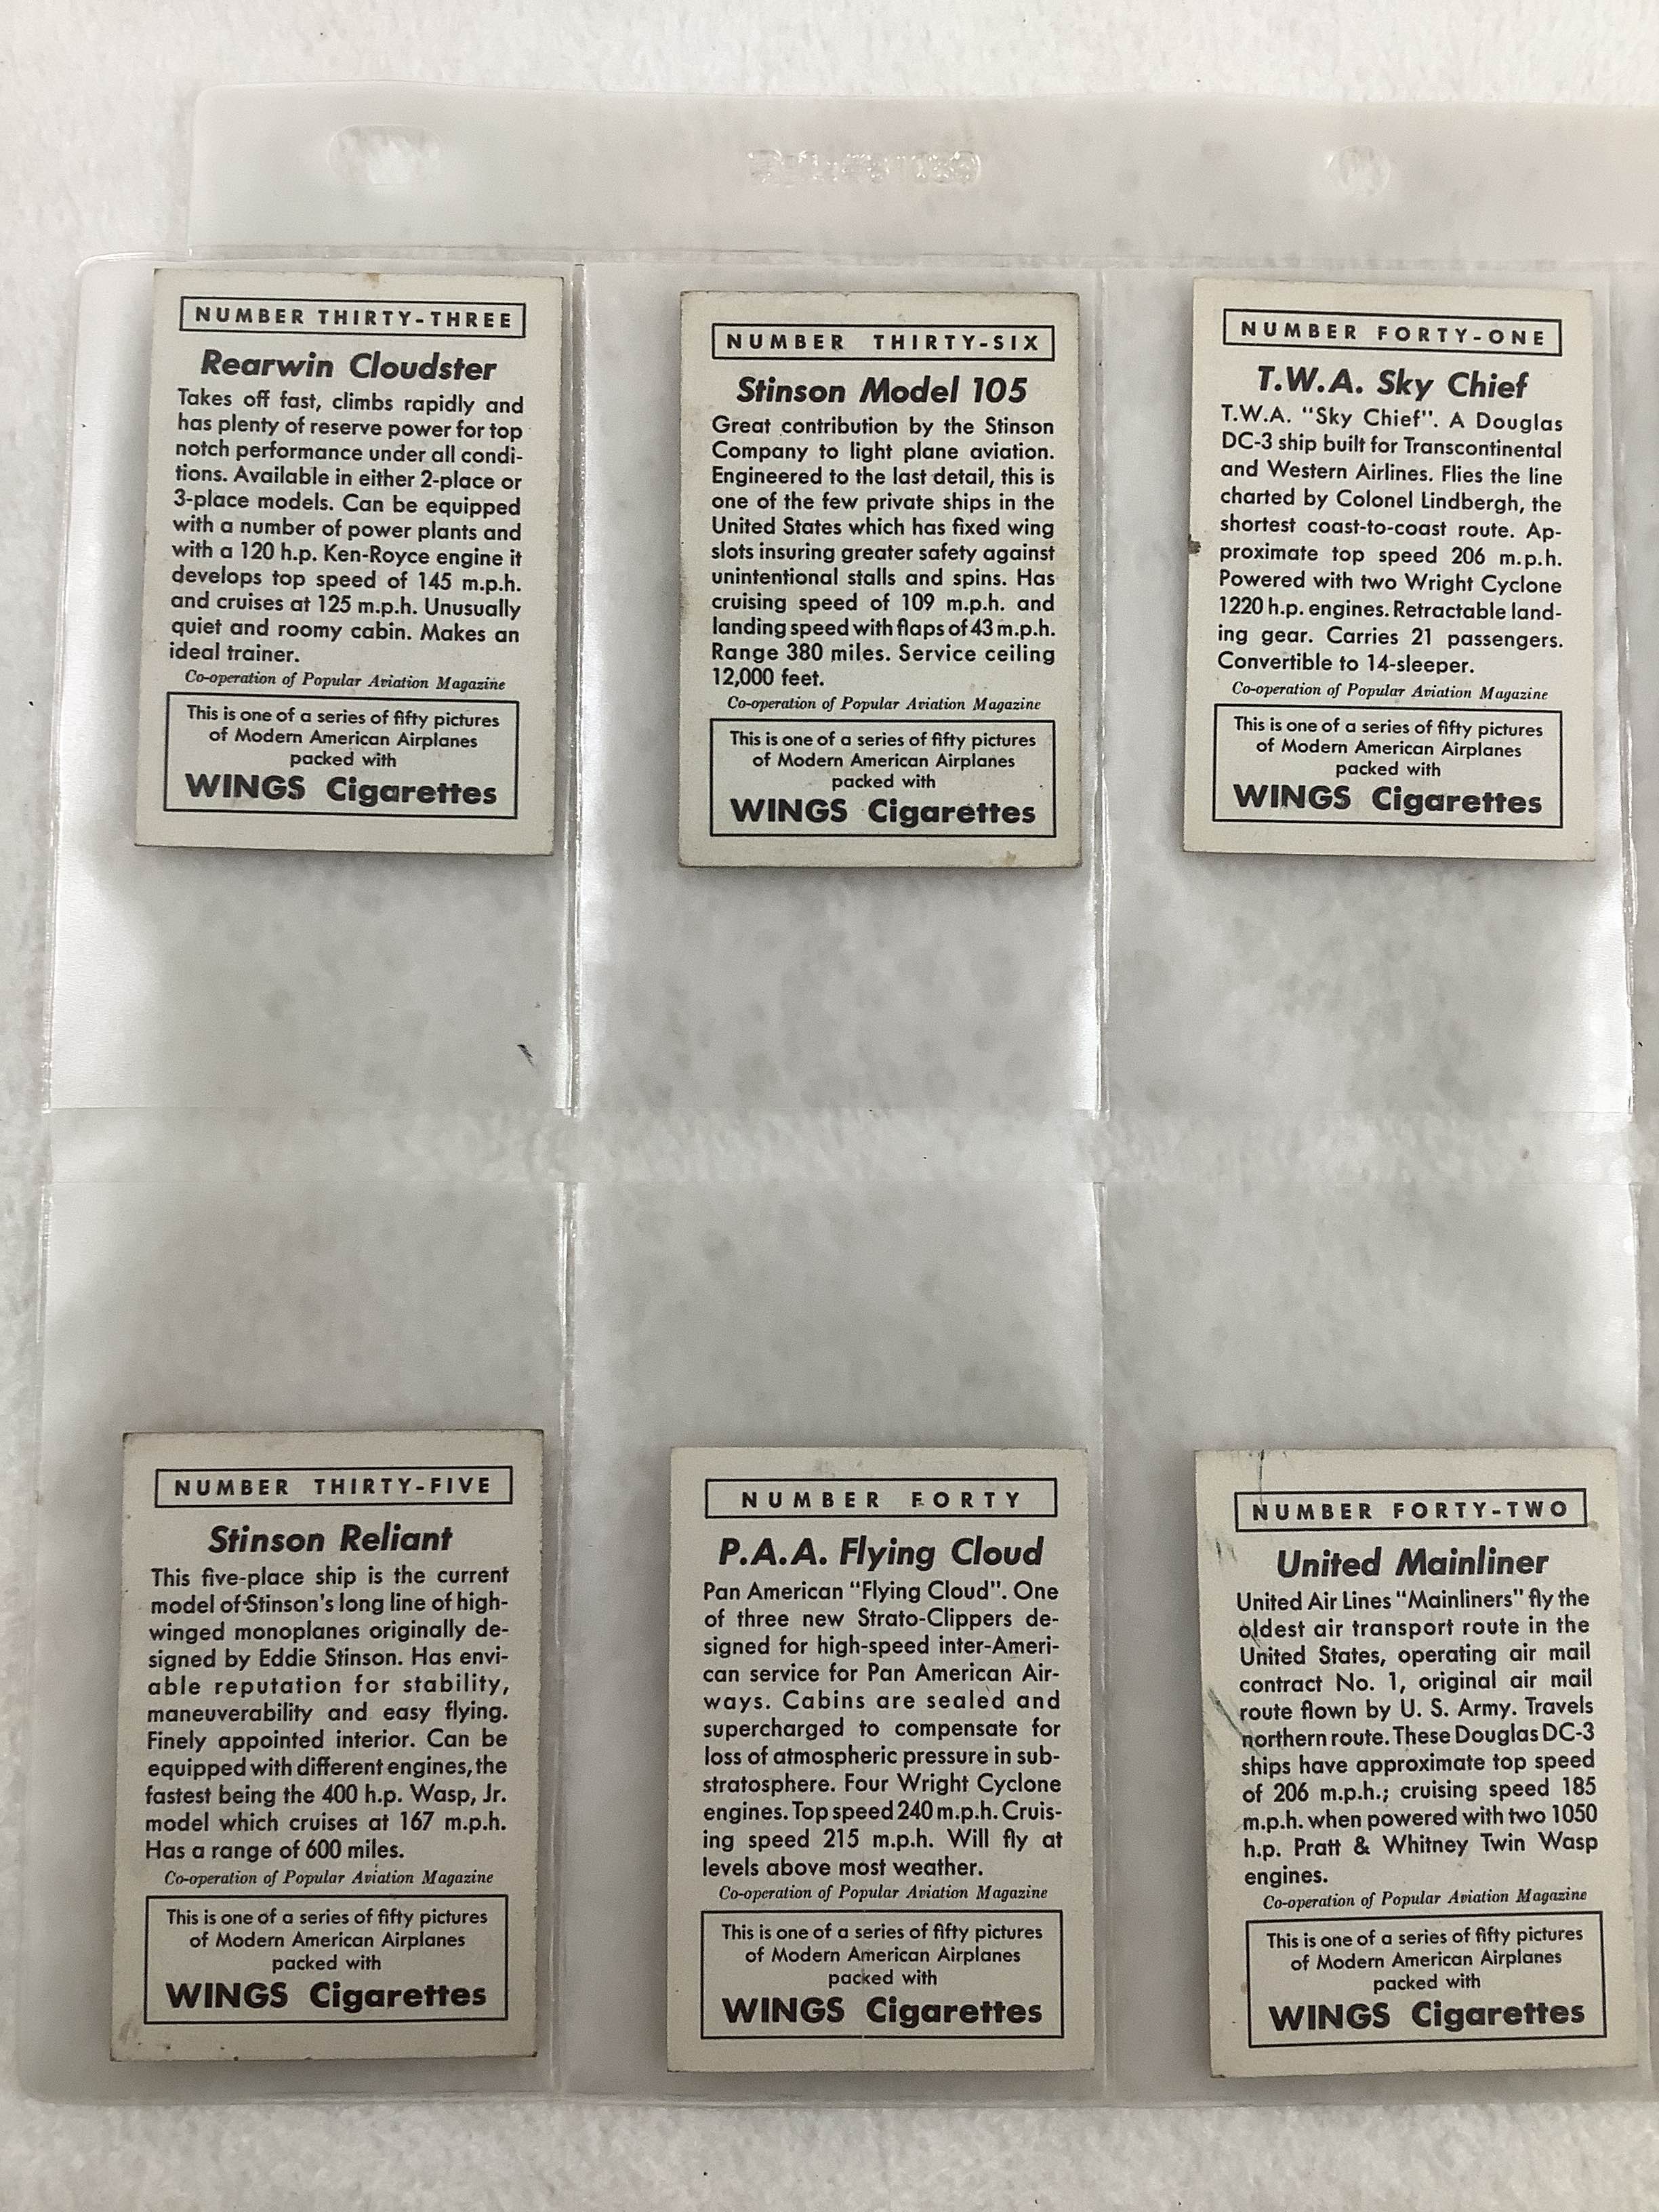 NUMBER THIRTY-THREE
Rearwin Cloudster
Takes off fast, climbs rapidly and
has plenty of reserve power for top
notch performance under all condi-
tions. Available in either 2-place or
3-place models. Can be equipped
with a number of power plants and
with a 120 h.p. Ken-Royce engine it
develops top speed of 145 m.p.h.
and cruises at 125 m.p.h. Unusually
quiet and roomy cabin. Makes an
ideal trainer.
Co-operation of Popular Aviation Magazine
This is one of a series of fifty pictures
of Modern American Airplanes
packed with
WINGS Cigarettes
NUMBER THIRTY-SIX
Stinson Model 105
Great contribution by the Stinson
Company to light plane aviation.
Engineered to the last detail, this is
one of the few private ships in the
United States which has fixed wing
slots insuring greater safety against
unintentional stalls and spins. Has
cruising speed of 109 m.p.h. and
landing speed with flaps of 43 m.p.h.
Range 380 miles. Service ceiling
12,000 feet.
Co-operation of Popular Aviation Magazine
This is one of a series of fifty pictures
of Modern American Airplanes
packed with
WINGS Cigarettes
NUMBER FORTY-ONE
T.W.A. Sky Chief
T.W.A. "Sky Chief". A Douglas
DC-3 ship built for Transcontinental
and Western Airlines. Flies the line
charted by Colonel Lindbergh, the
shortest coast-to-coast route. Ap-
proximate top speed 206 m.p.h.
Powered with two Wright Cyclone
1220 h.p. engines. Retractable land-
ing gear. Carries 21 passengers.
Convertible to 14-sleeper.
Co-operation of Popular Aviation Magazine
This is one of a series of fifty pictures
of Modern American Airplanes
packed with
WINGS Cigarettes
NUMBER THIRTY-FIVE
Stinson Reliant
This five-place ship is the current
model of Stinson's long line of high-
winged monoplanes originally de-
signed by Eddie Stinson. Has envi-
able reputation for stability,
maneuverability and easy flying.
Finely appointed interior. Can be
equipped with different engines, the
fastest being the 400 h.p. Wasp, Jr.
model which cruises at 167 m.p.h.
Has a range of 600 miles.
Co-operation of Popular Aviation Magazine
This is one of a series of fifty pictures
of Modern American Airplanes
packed with
WINGS Cigarettes
NUMBER FORTY
P.A.A. Flying Cloud
Pan American "Flying Cloud". One
of three new Strato-Clippers de-
signed for high-speed inter-Ameri-
can service for Pan American Air-
ways. Cabins are sealed and
supercharged to compensate for
loss of atmospheric pressure in sub-
stratosphere. Four Wright Cyclone
engines. Top speed 240 m.p.h. Cruis-
ing speed 215 m.p.h. Will fly at
levels above most weather.
Co-operation of Popular Aviation Magazine
This is one of a series of fifty pictures
of Modern American Airplanes
packed with
WINGS Cigarettes
NUMBER FORTY-TWO
United Mainliner
United Air Lines "Mainliners" fly the
oldest air transport route in the
United States, operating air mail
contract No. 1, original air mail
route flown by U. S. Army. Travels
northern route. These Douglas DC-3
ships have approximate top speed
of 206 m.p.h.; cruising speed 185
m.p.h. when powered with two 1050
h.p. Pratt & Whitney Twin Wasp
engines.
Co-operation of Popular Aviation Magazine
This is one of a series of fifty pictures
of Modern American Airplanes
packed with
WINGS Cigarettes